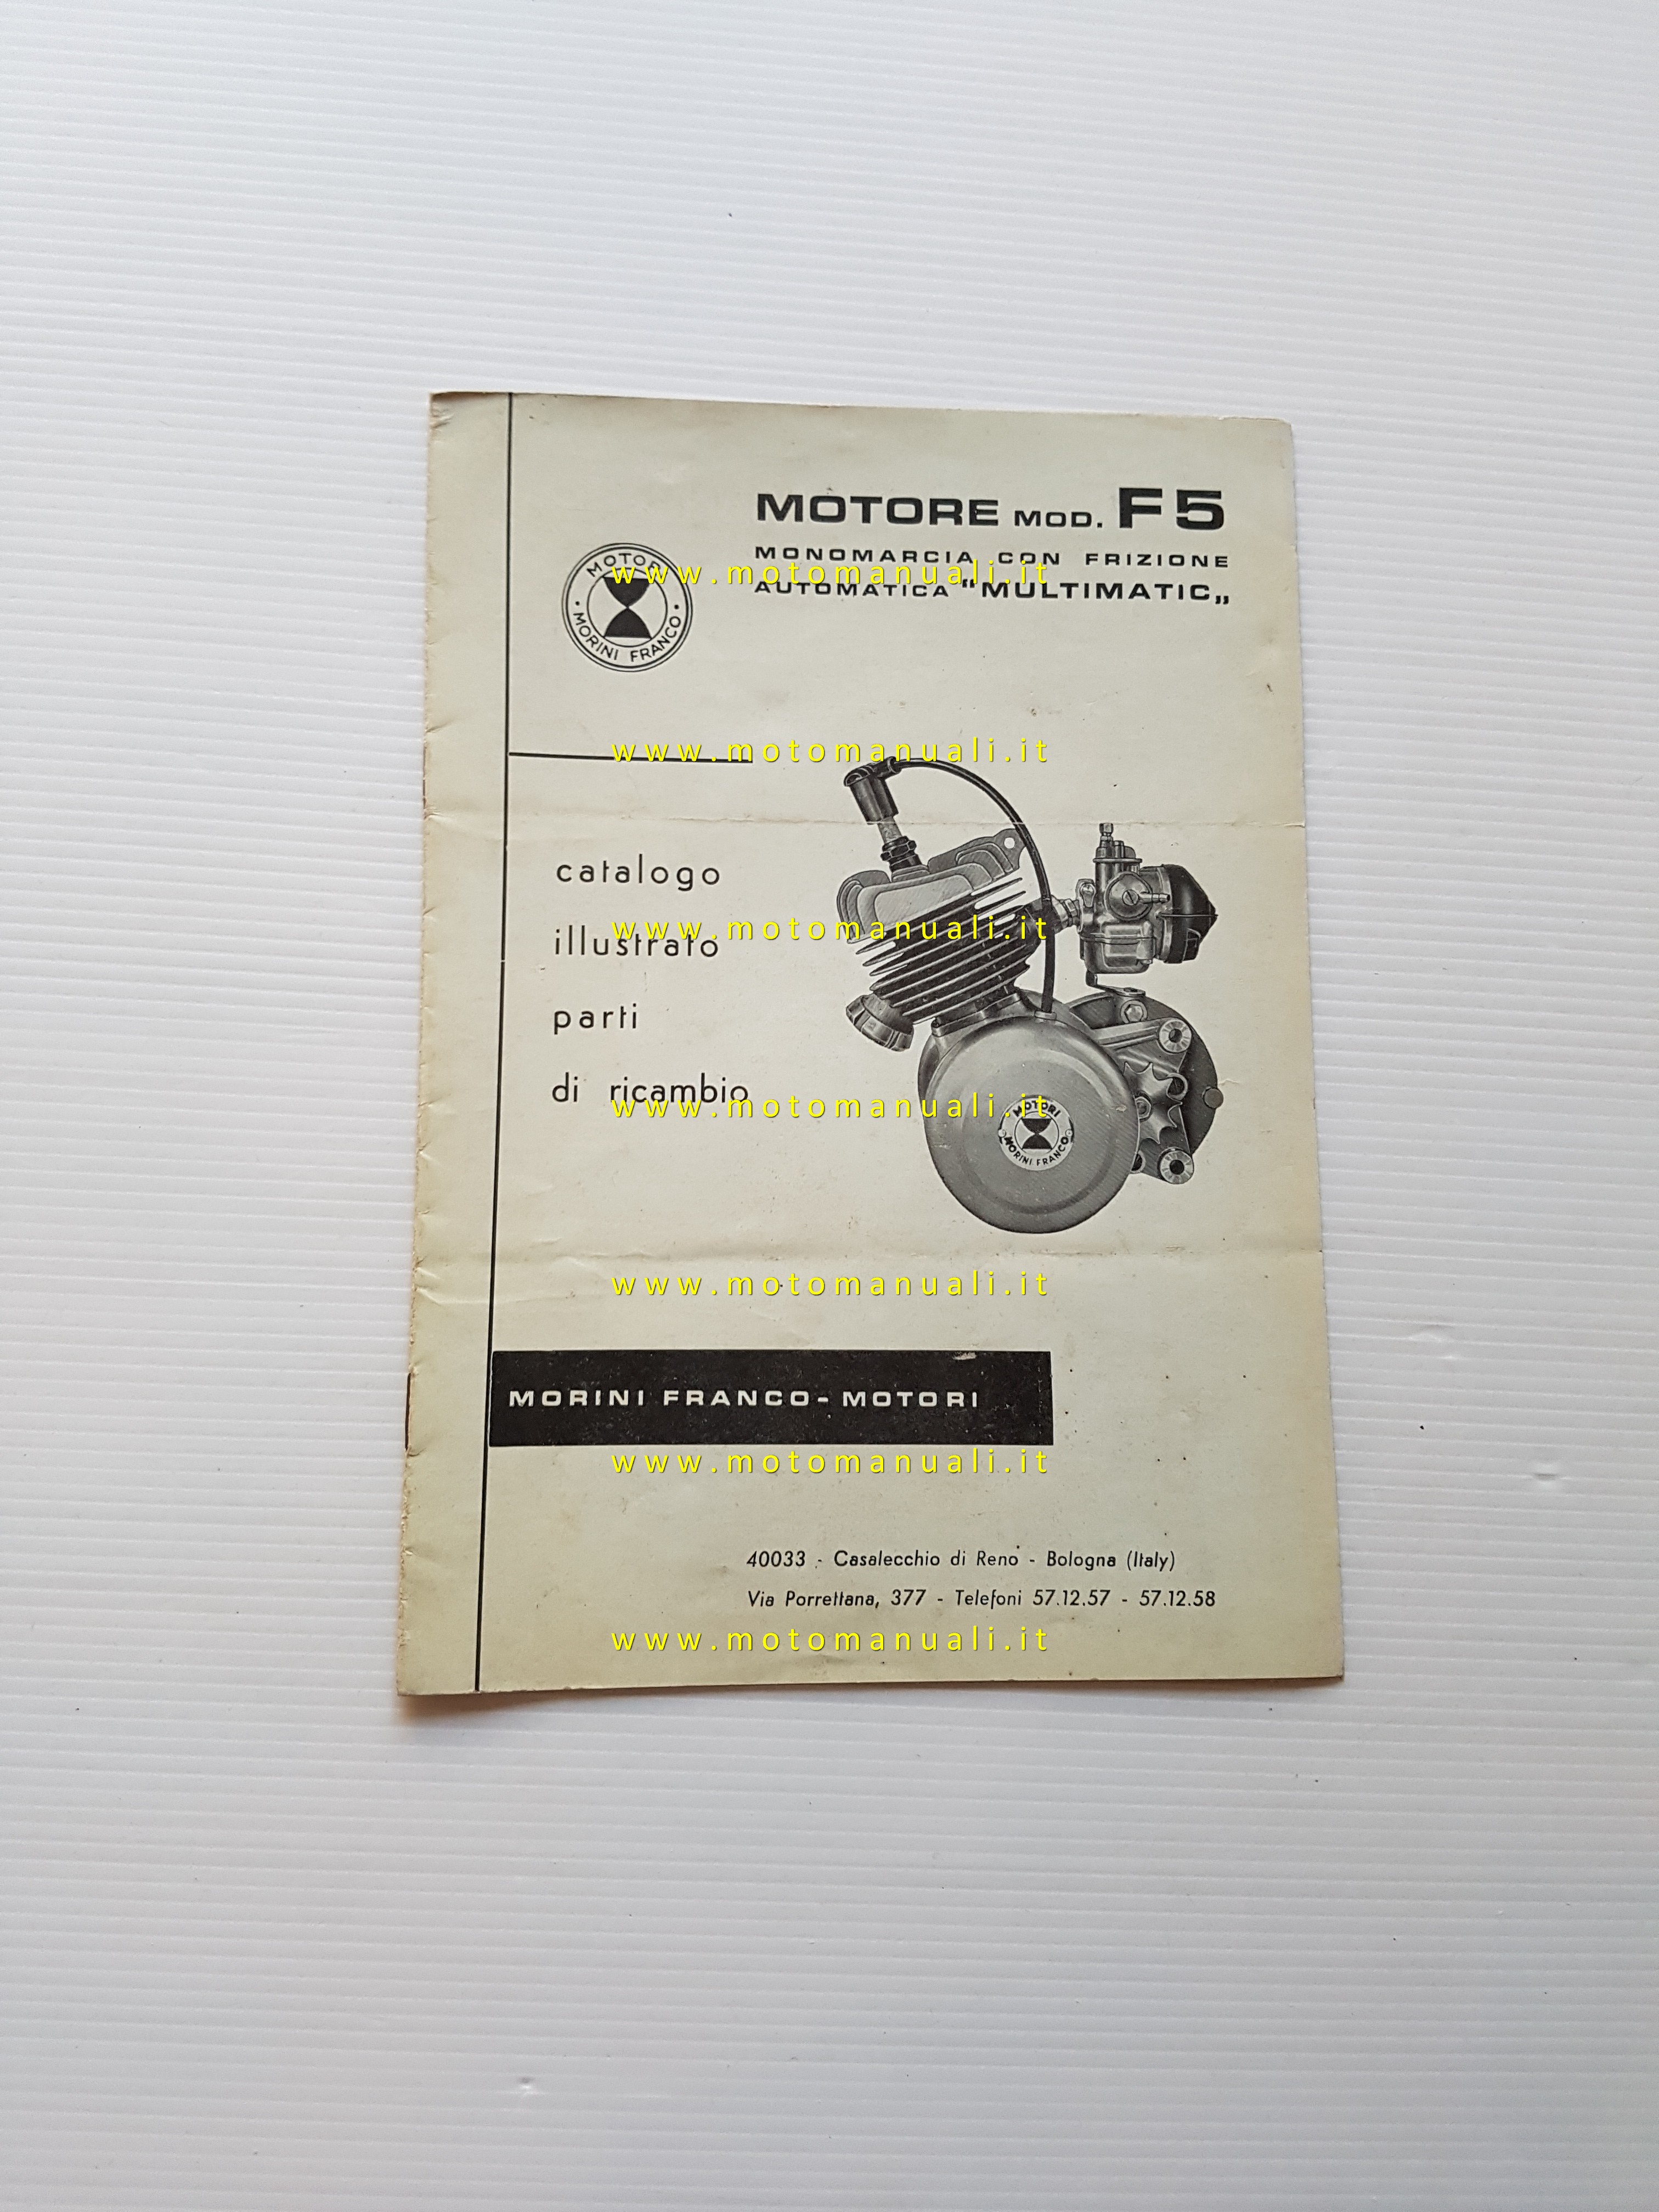 MOTORE MOD. F5
MONOMARCIA CON FRIZIONE
AUTOMATICA "MULTIMATIC„
MOTORI
MORINI FRANCO
www.motomanuali.it
www.motomanuali.it
catalogo
illustrato
www.motomanuali.it
parti
di ricambio
www.motomanuali.it
MOTORI
MORINI FRANCO
www.motomanuali.it
MORINI FRANCO - MOTORI
www.motomanuali.it
40033 - Casalecchio di Reno - Bologna (Italy)
Via Porrettana, 377 - Telefoni 57.12.57 - 57.12.58
www.motomanuali.it